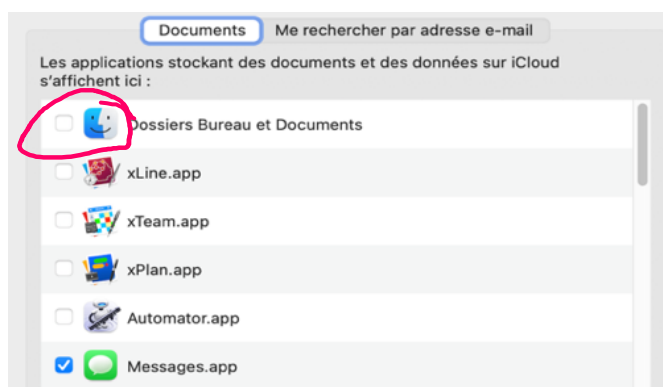 Documents
Me rechercher par adresse e-mail
Les applications stockant des documents et des données sur iCloud
s'affichent ici :
Dossiers Bureau et Documents
xLine.app
xTeam.app
xPlan.app
Automator.app
Messages.app